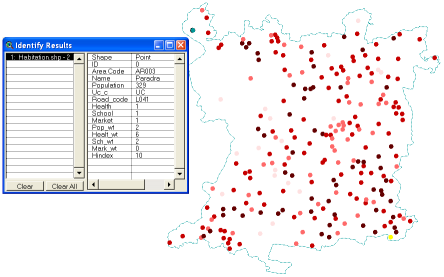 Identify Results
1: Habitation.shp - 2
Shape Point
ID 0
Area Code AR003
Name Paradra
Population 329
Uc_c UC
Road_code L041
Health 1
School 1
Market 1
Pop_wt 2
Healt_wt 6
Sch_wt 2
Mark_wt 0
Hindex 10
Clear Clear All